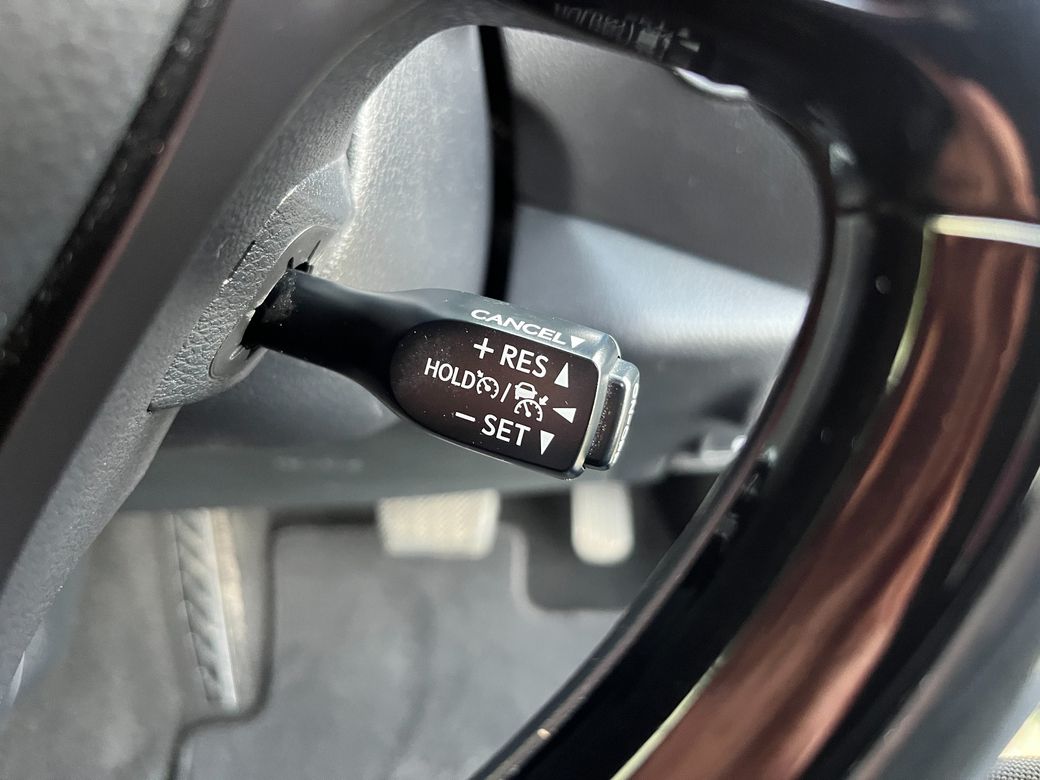 CANCEL▼
+ RES ▲
HOLD / ◀
− SET ▼